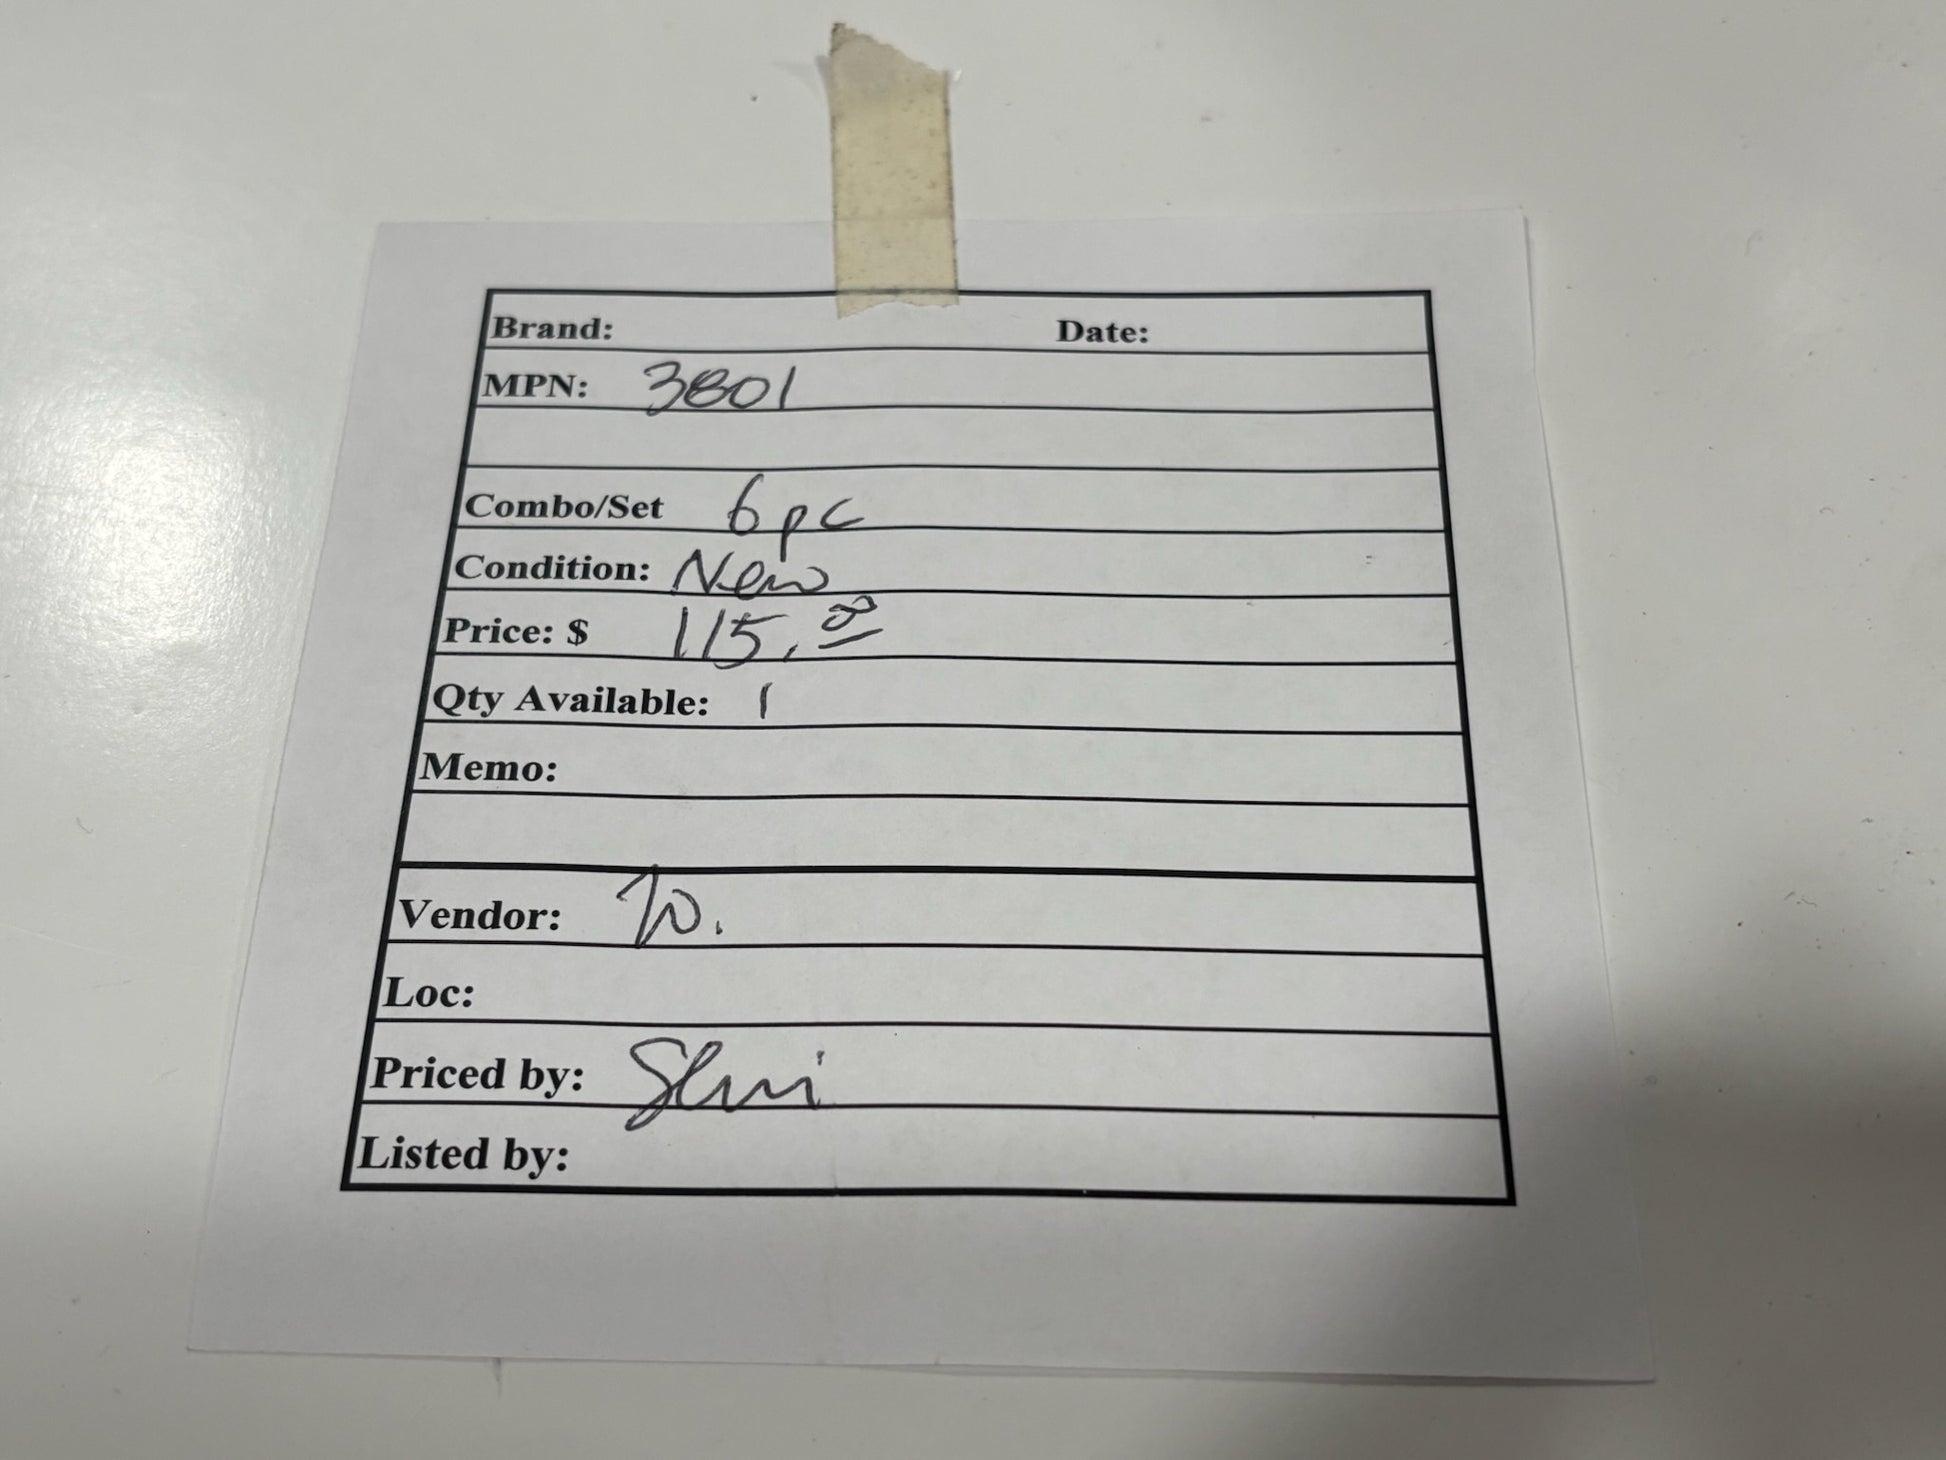 Brand: Date:
MPN: 3801
Combo/Set 6pc
Condition: New
Price: $ 115.00
Qty Available: 1
Memo:
Vendor: W.
Loc:
Priced by:
Listed by: